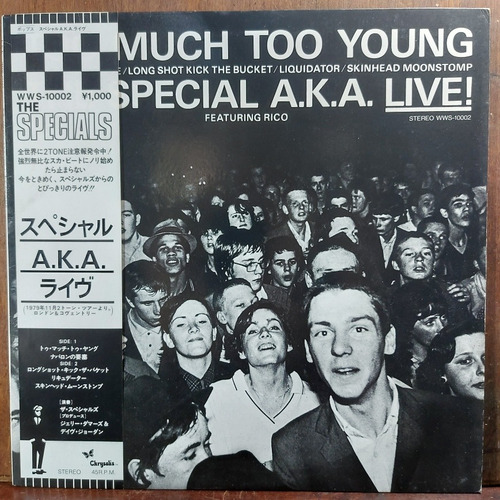 ポップス スペシャルA.K.A.ライヴ
WWS-10002 ¥1,000
THE
SPECIALS
全世界に2TONE注意報発令中!
強烈無比なスカ・ビートにノリ始め
たら止まらない
今をときめく、スペシャルズからの
とびっきりのライヴ!!
スペシャル
A.K.A.
ライヴ
(1979年11月2トーン・ツアーより、
ロンドン&コヴェントリー)
SIDE: 1
トゥ・マッチ・トゥ・ヤング
ナバロンの要塞
SIDE: 2
ロングショット・キック・ザ・バケット
リキュデーター
スキンヘッド・ムーンストンプ
[演奏]
ザ・スペシャルズ
[プロデュース]
ジェリー・ダマーズ&
デイヴ・ジョーダン
Chrysalis
STEREO 45R.P.M.
MUCH TOO YOUNG
E/LONG SHOT KICK THE BUCKET/LIQUIDATOR/SKINHEAD MOONSTOMP
SPECIAL A.K.A. LIVE!
FEATURING RICO
STEREO WWS-10002